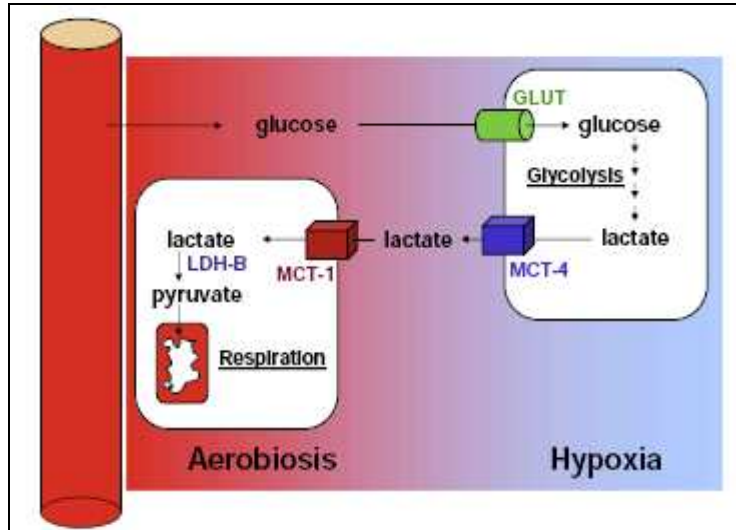 GLUT
glucose
glucose
Glycolysis
lactate
lactate
lactate
LDH-B
MCT-1
MCT-4
pyruvate
Respiration
Aerobiosis
Hypoxia